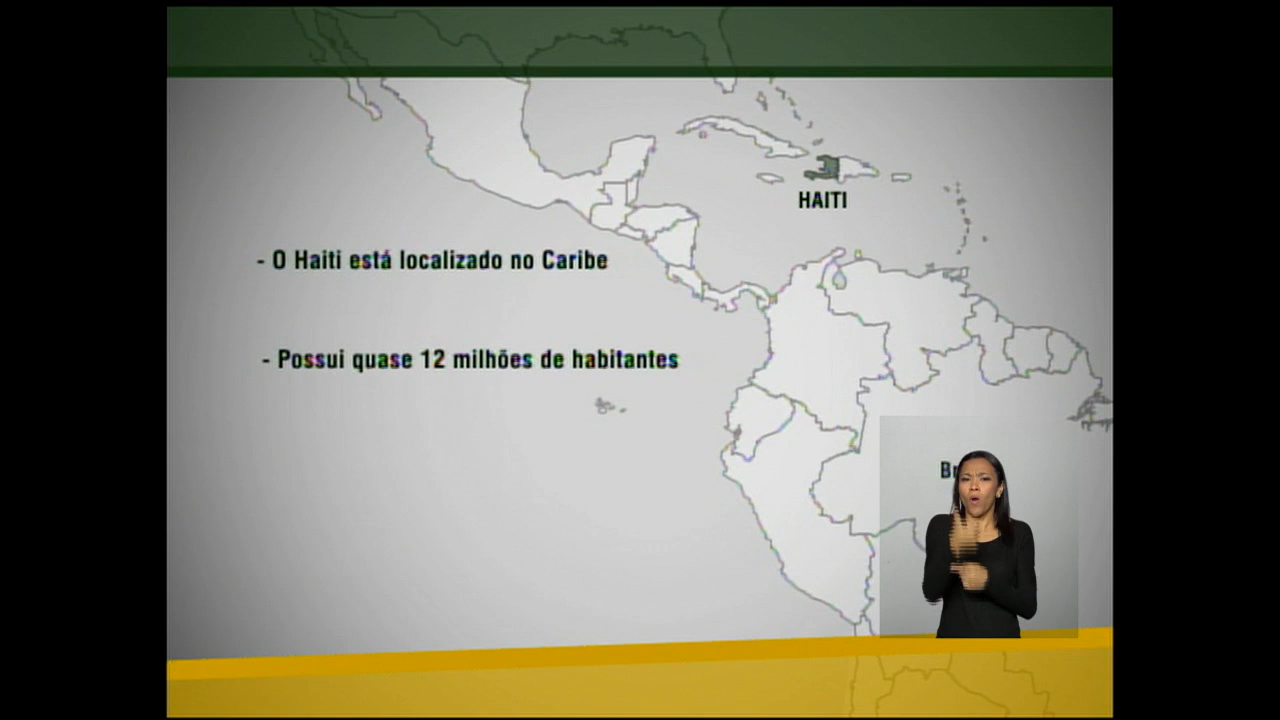 HAITI
- O Haiti está localizado no Caribe
- Possui quase 12 milhões de habitantes